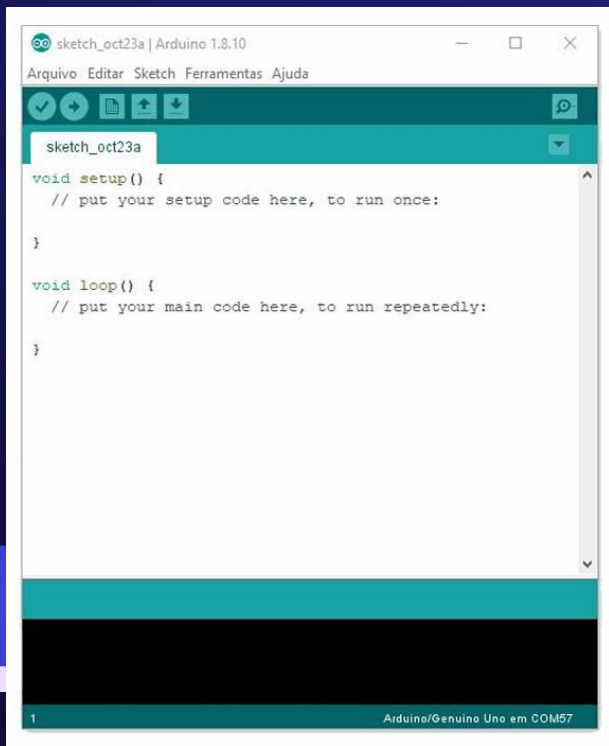 sketch_oct23a | Arduino 1.8.10
Arquivo Editar Sketch Ferramentas Ajuda
sketch_oct23a
void setup() {
// put your setup code here, to run once:
}
void loop() {
// put your main code here, to run repeatedly:
}
1 Arduino/Genuino Uno em COM57